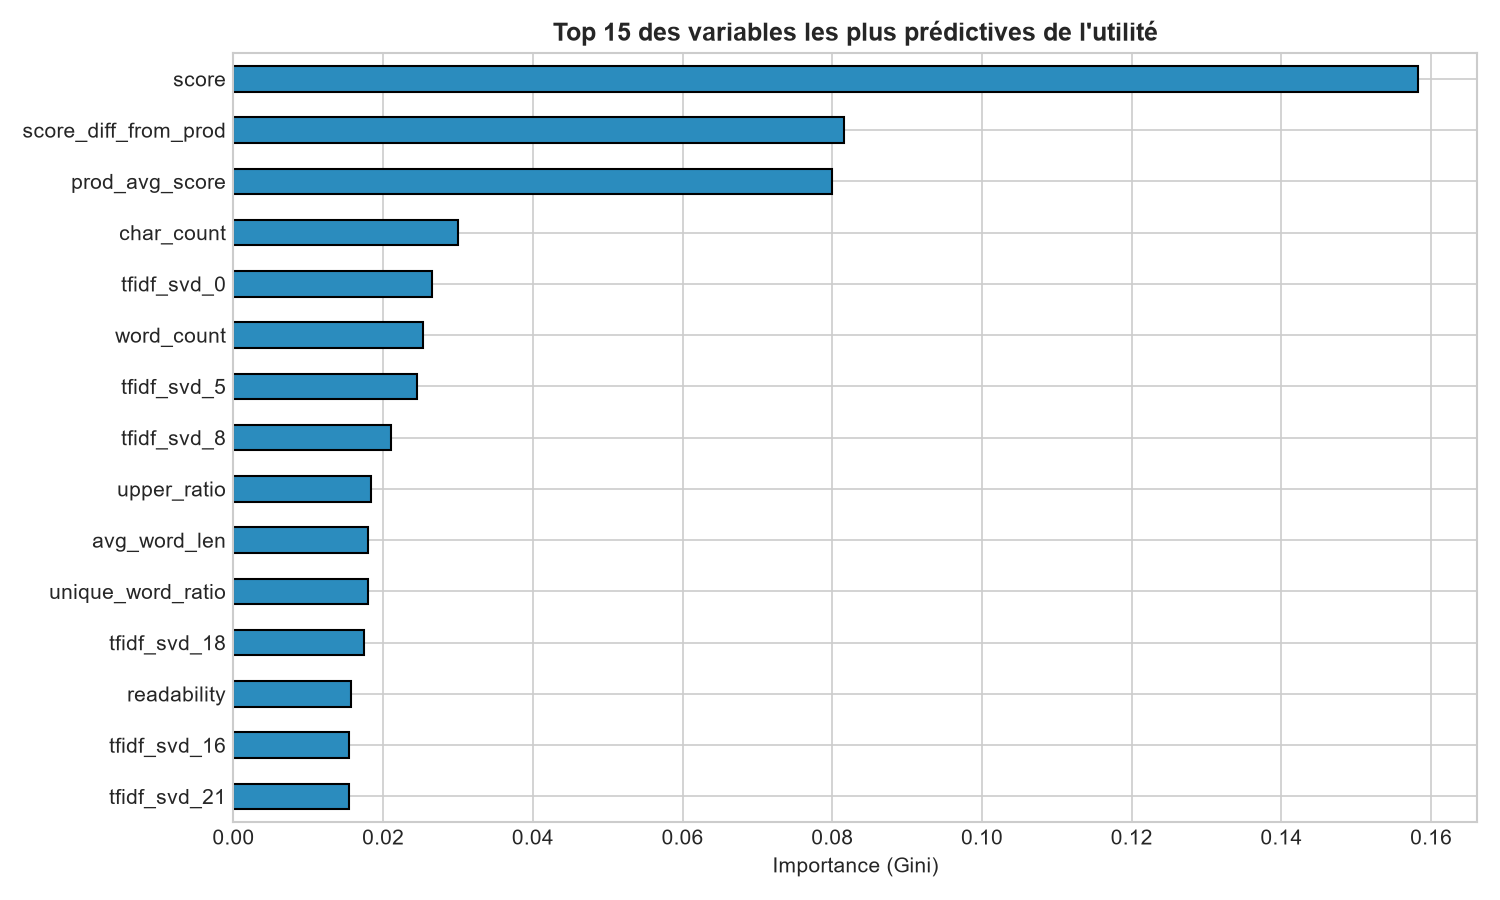 Top 15 des variables les plus prédictives de l'utilité
score
score_diff_from_prod
prod_avg_score
char_count
tfidf_svd_0
word_count
tfidf_svd_5
tfidf_svd_8
upper_ratio
avg_word_len
unique_word_ratio
tfidf_svd_18
readability
tfidf_svd_16
tfidf_svd_21
0.00 0.02 0.04 0.06 0.08 0.10 0.12 0.14 0.16
Importance (Gini)